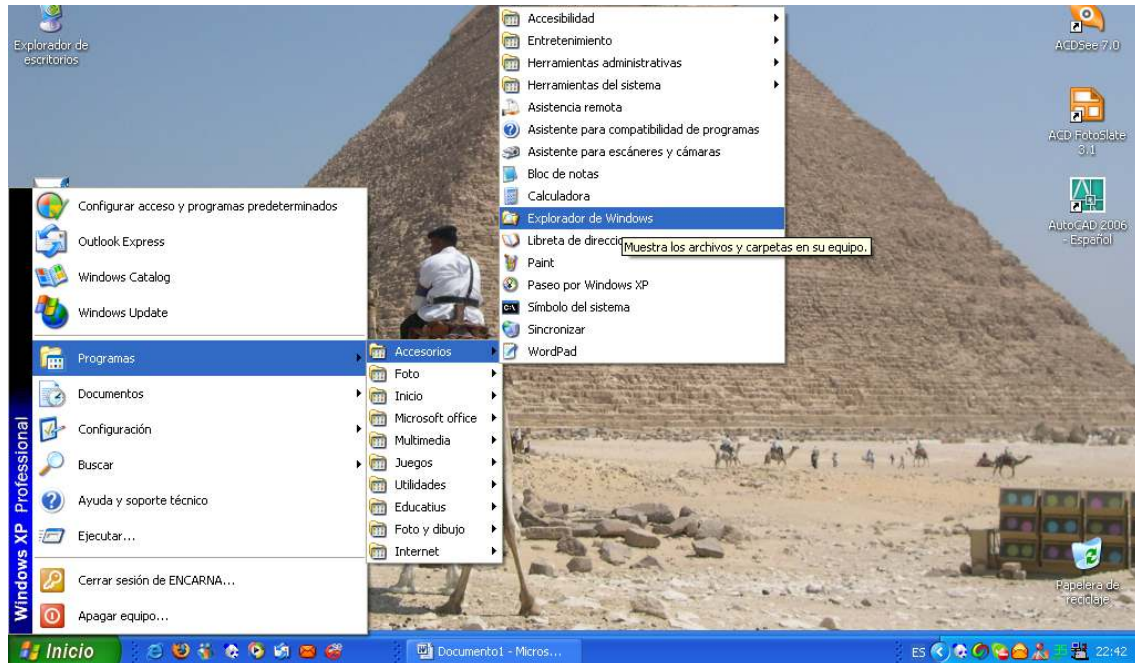 Explorador de
escritorios
ACDSee 7.0
ACD FotoSlate
3.1
AutoCAD 2006
- Español
Papelera de
reciclaje
Accesibilidad
Entretenimiento
Herramientas administrativas
Herramientas del sistema
Asistencia remota
Asistente para compatibilidad de programas
Asistente para escáneres y cámaras
Bloc de notas
Calculadora
Explorador de Windows
Libreta de direcc
Muestra los archivos y carpetas en su equipo.
Paint
Paseo por Windows XP
Símbolo del sistema
Sincronizar
WordPad
Configurar acceso y programas predeterminados
Outlook Express
Windows Catalog
Windows Update
Programas
Documentos
Configuración
Buscar
Ayuda y soporte técnico
Ejecutar...
Cerrar sesión de ENCARNA...
Apagar equipo...
Windows XP Professional
Accesorios
Foto
Inicio
Microsoft office
Multimedia
Juegos
Utilidades
Educatius
Foto y dibujo
Internet
Inicio
Documento1 - Micros...
ES
35
22:42